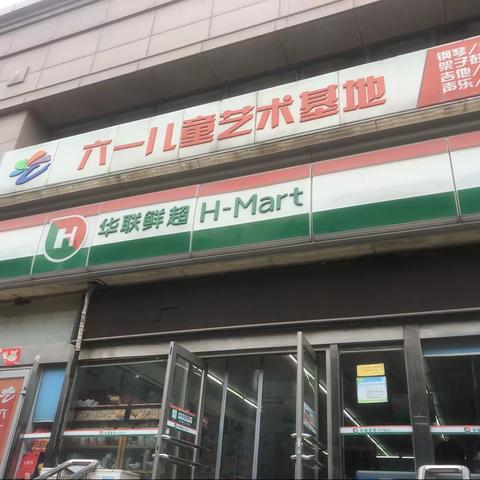 六一儿童艺术基地
钢琴/
架子鼓
吉他/
声乐/
H 华联鲜超 H-Mart